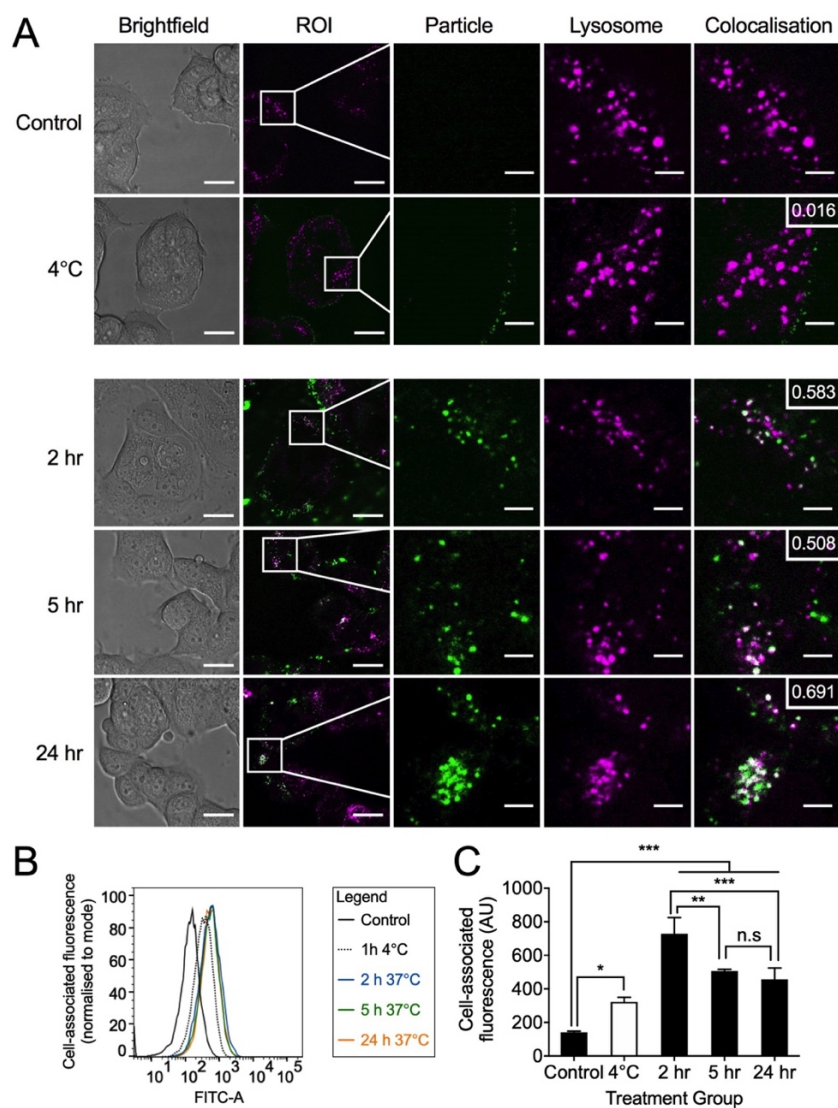 A
Brightfield ROI Particle Lysosome Colocalisation
Control
4°C
0.016
2 hr
0.583
5 hr
0.508
24 hr
0.691
B
Cell-associated fluorescence
(normalised to mode)
100
80
60
40
20
0
10¹ 10² 10³ 10⁴ 10⁵
FITC-A
Legend
Control
1h 4°C
2 h 37°C
5 h 37°C
24 h 37°C
C
Cell-associated
fluorescence (AU)
1000
800
600
400
200
0
***
***
**
n.s
*
Control 4°C 2 hr 5 hr 24 hr
Treatment Group